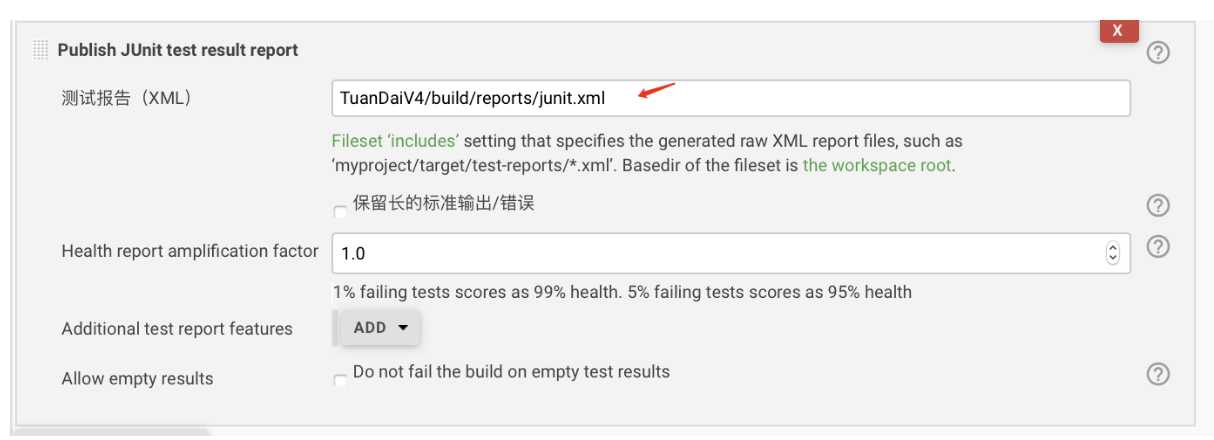 X
Publish JUnit test result report
测试报告（XML）
TuanDaiV4/build/reports/junit.xml
Fileset ‘includes’ setting that specifies the generated raw XML report files, such as
‘myproject/target/test-reports/*.xml’. Basedir of the fileset is the workspace root.
保留长的标准输出/错误
Health report amplification factor
1.0
1% failing tests scores as 99% health. 5% failing tests scores as 95% health
Additional test report features
ADD
Allow empty results
Do not fail the build on empty test results